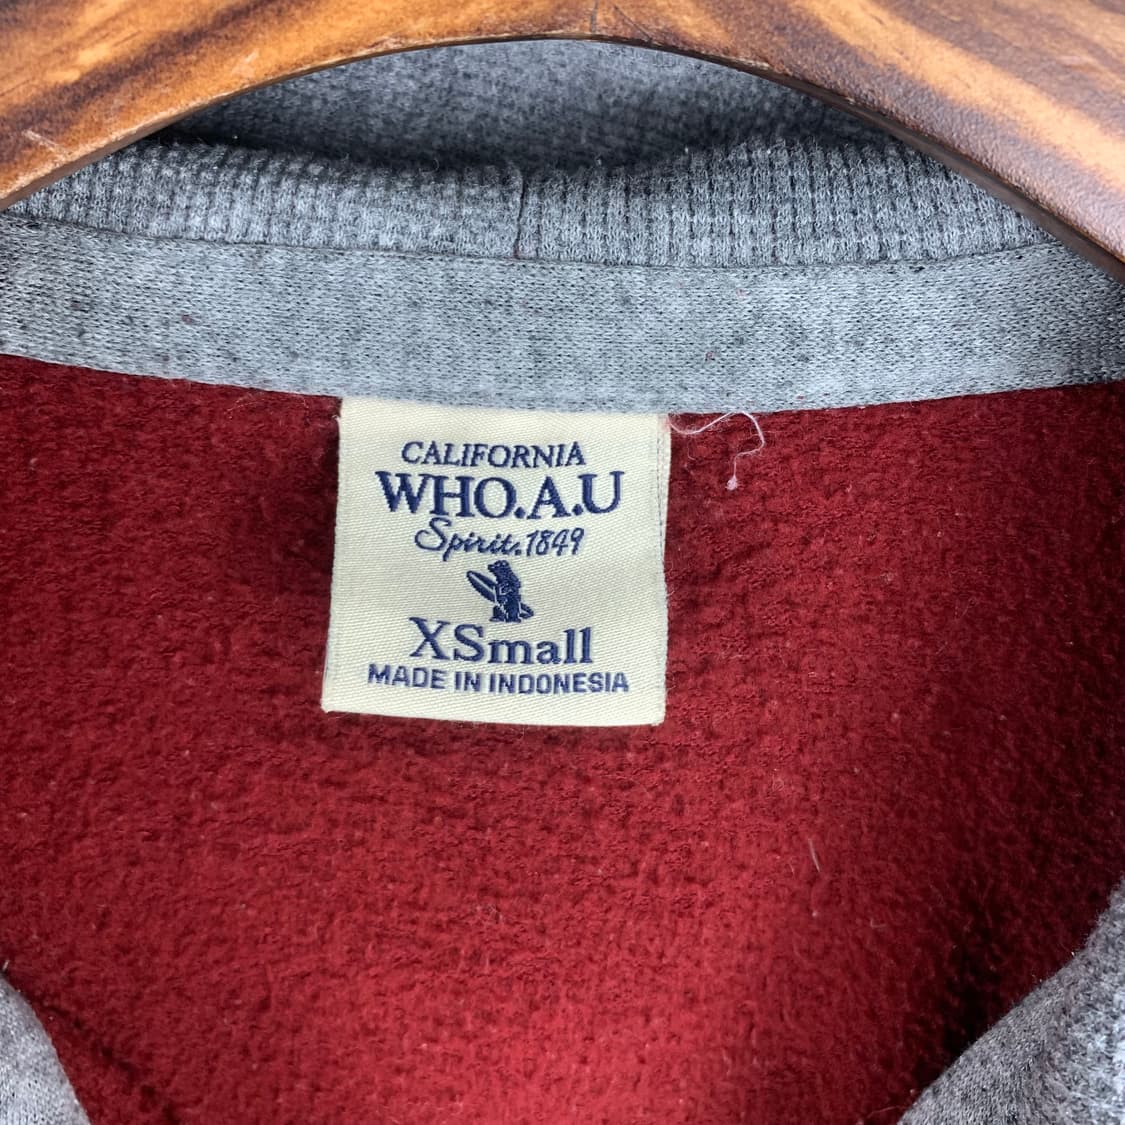 CALIFORNIA
WHO.A.U
Spirit.1849
XSmall
MADE IN INDONESIA